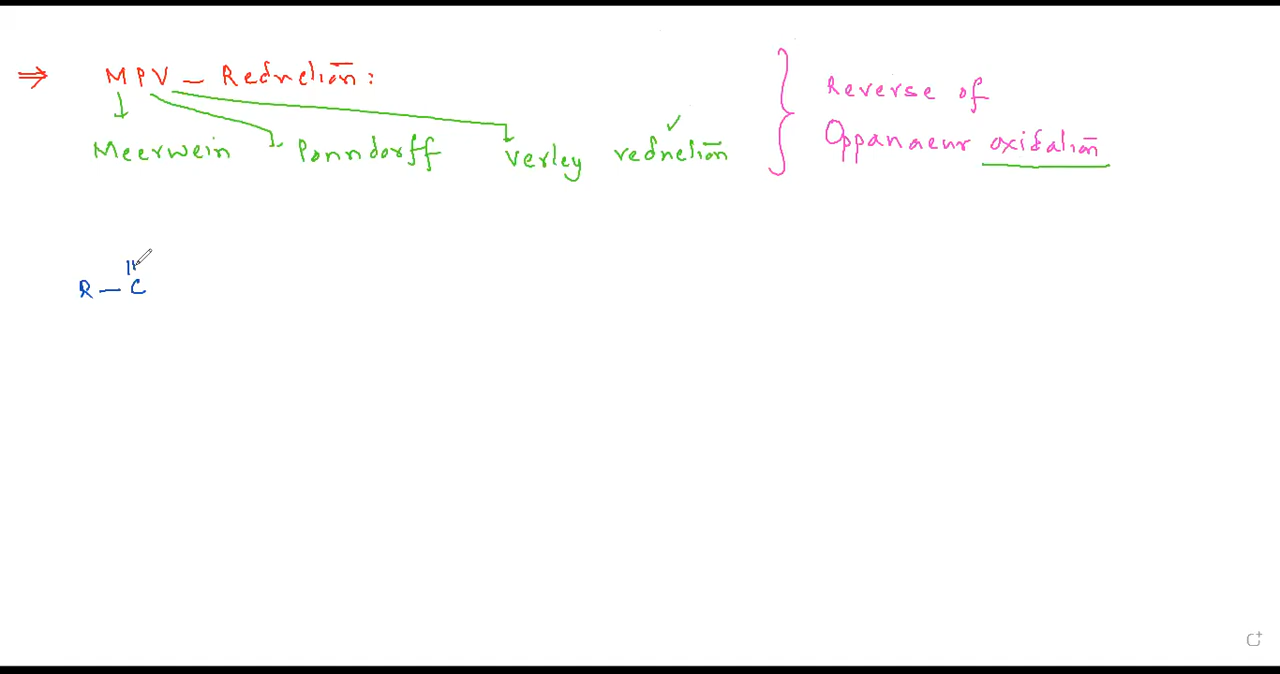 ⇒ MPV – Reduction :
Meerwein Ponndorff Verley reduction ✓
Reverse of
Oppanaeur oxidation
R – C